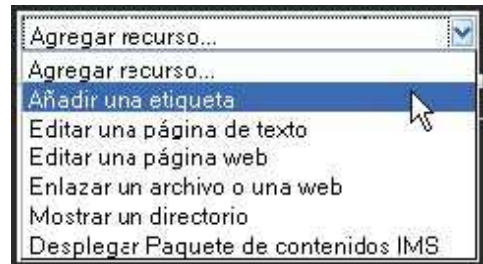 Agregar recurso...
Agregar recurso...
Añadir una etiqueta
Editar una página de texto
Editar una página web
Enlazar un archivo o una web
Mostrar un directorio
Desplegar Paquete de contenidos IMS